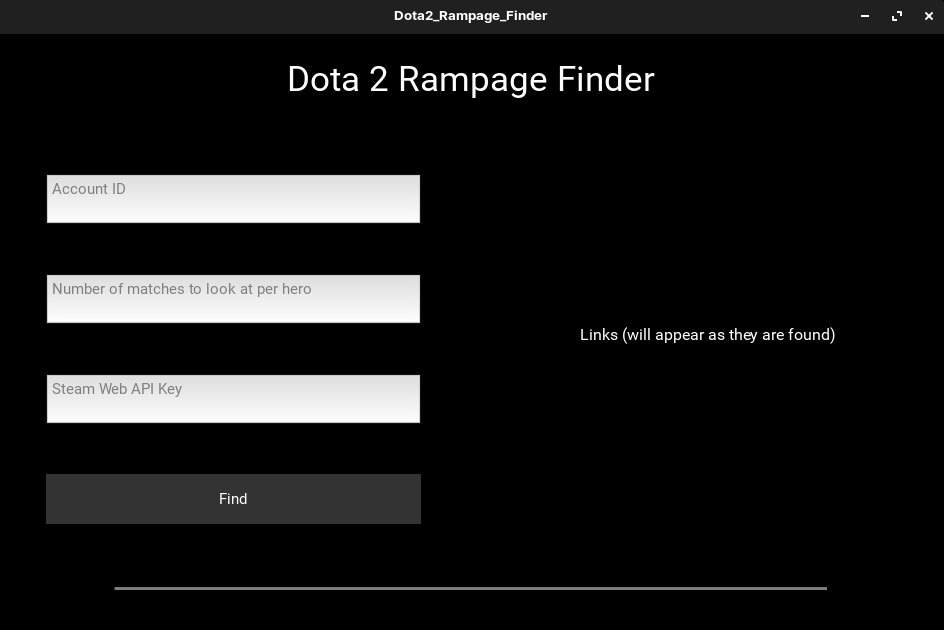 Dota2_Rampage_Finder
Dota 2 Rampage Finder
Account ID
Number of matches to look at per hero
Steam Web API Key
Find
Links (will appear as they are found)